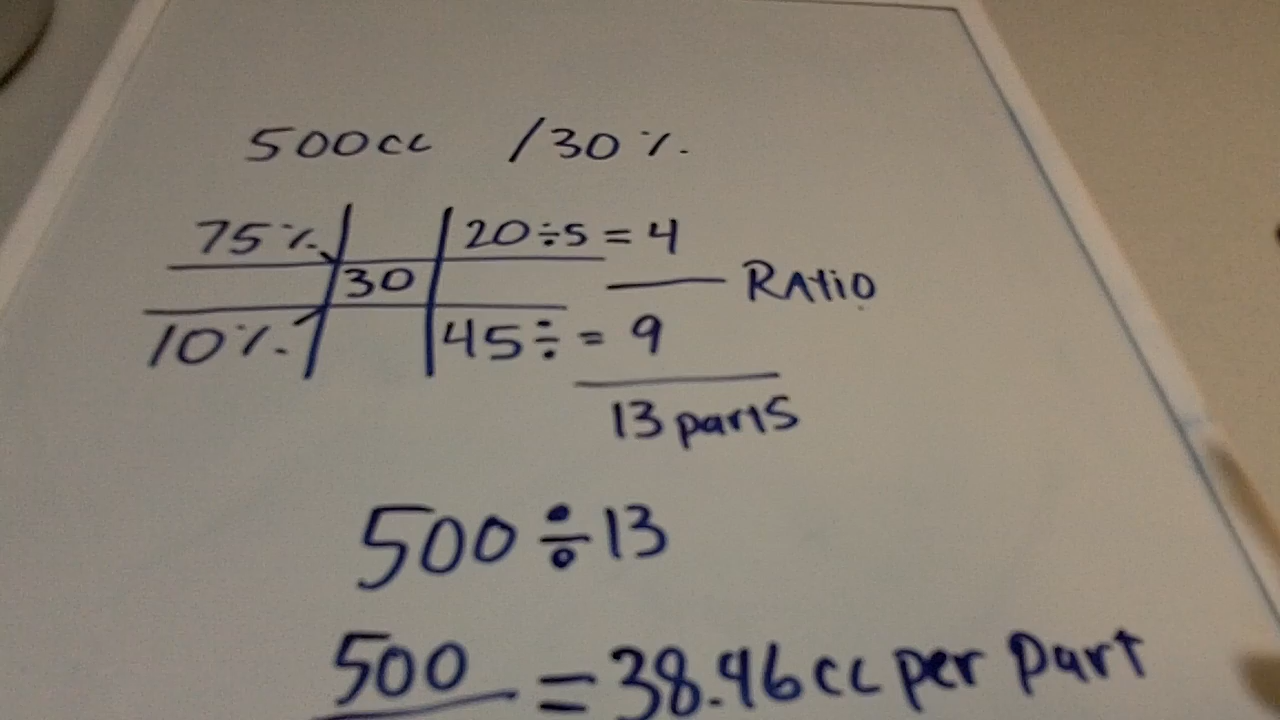 500cc /30%
75% 20÷5 = 4
30 RAtio
10% 45÷ = 9
13 parts
500÷13
500 = 38.46cc per part